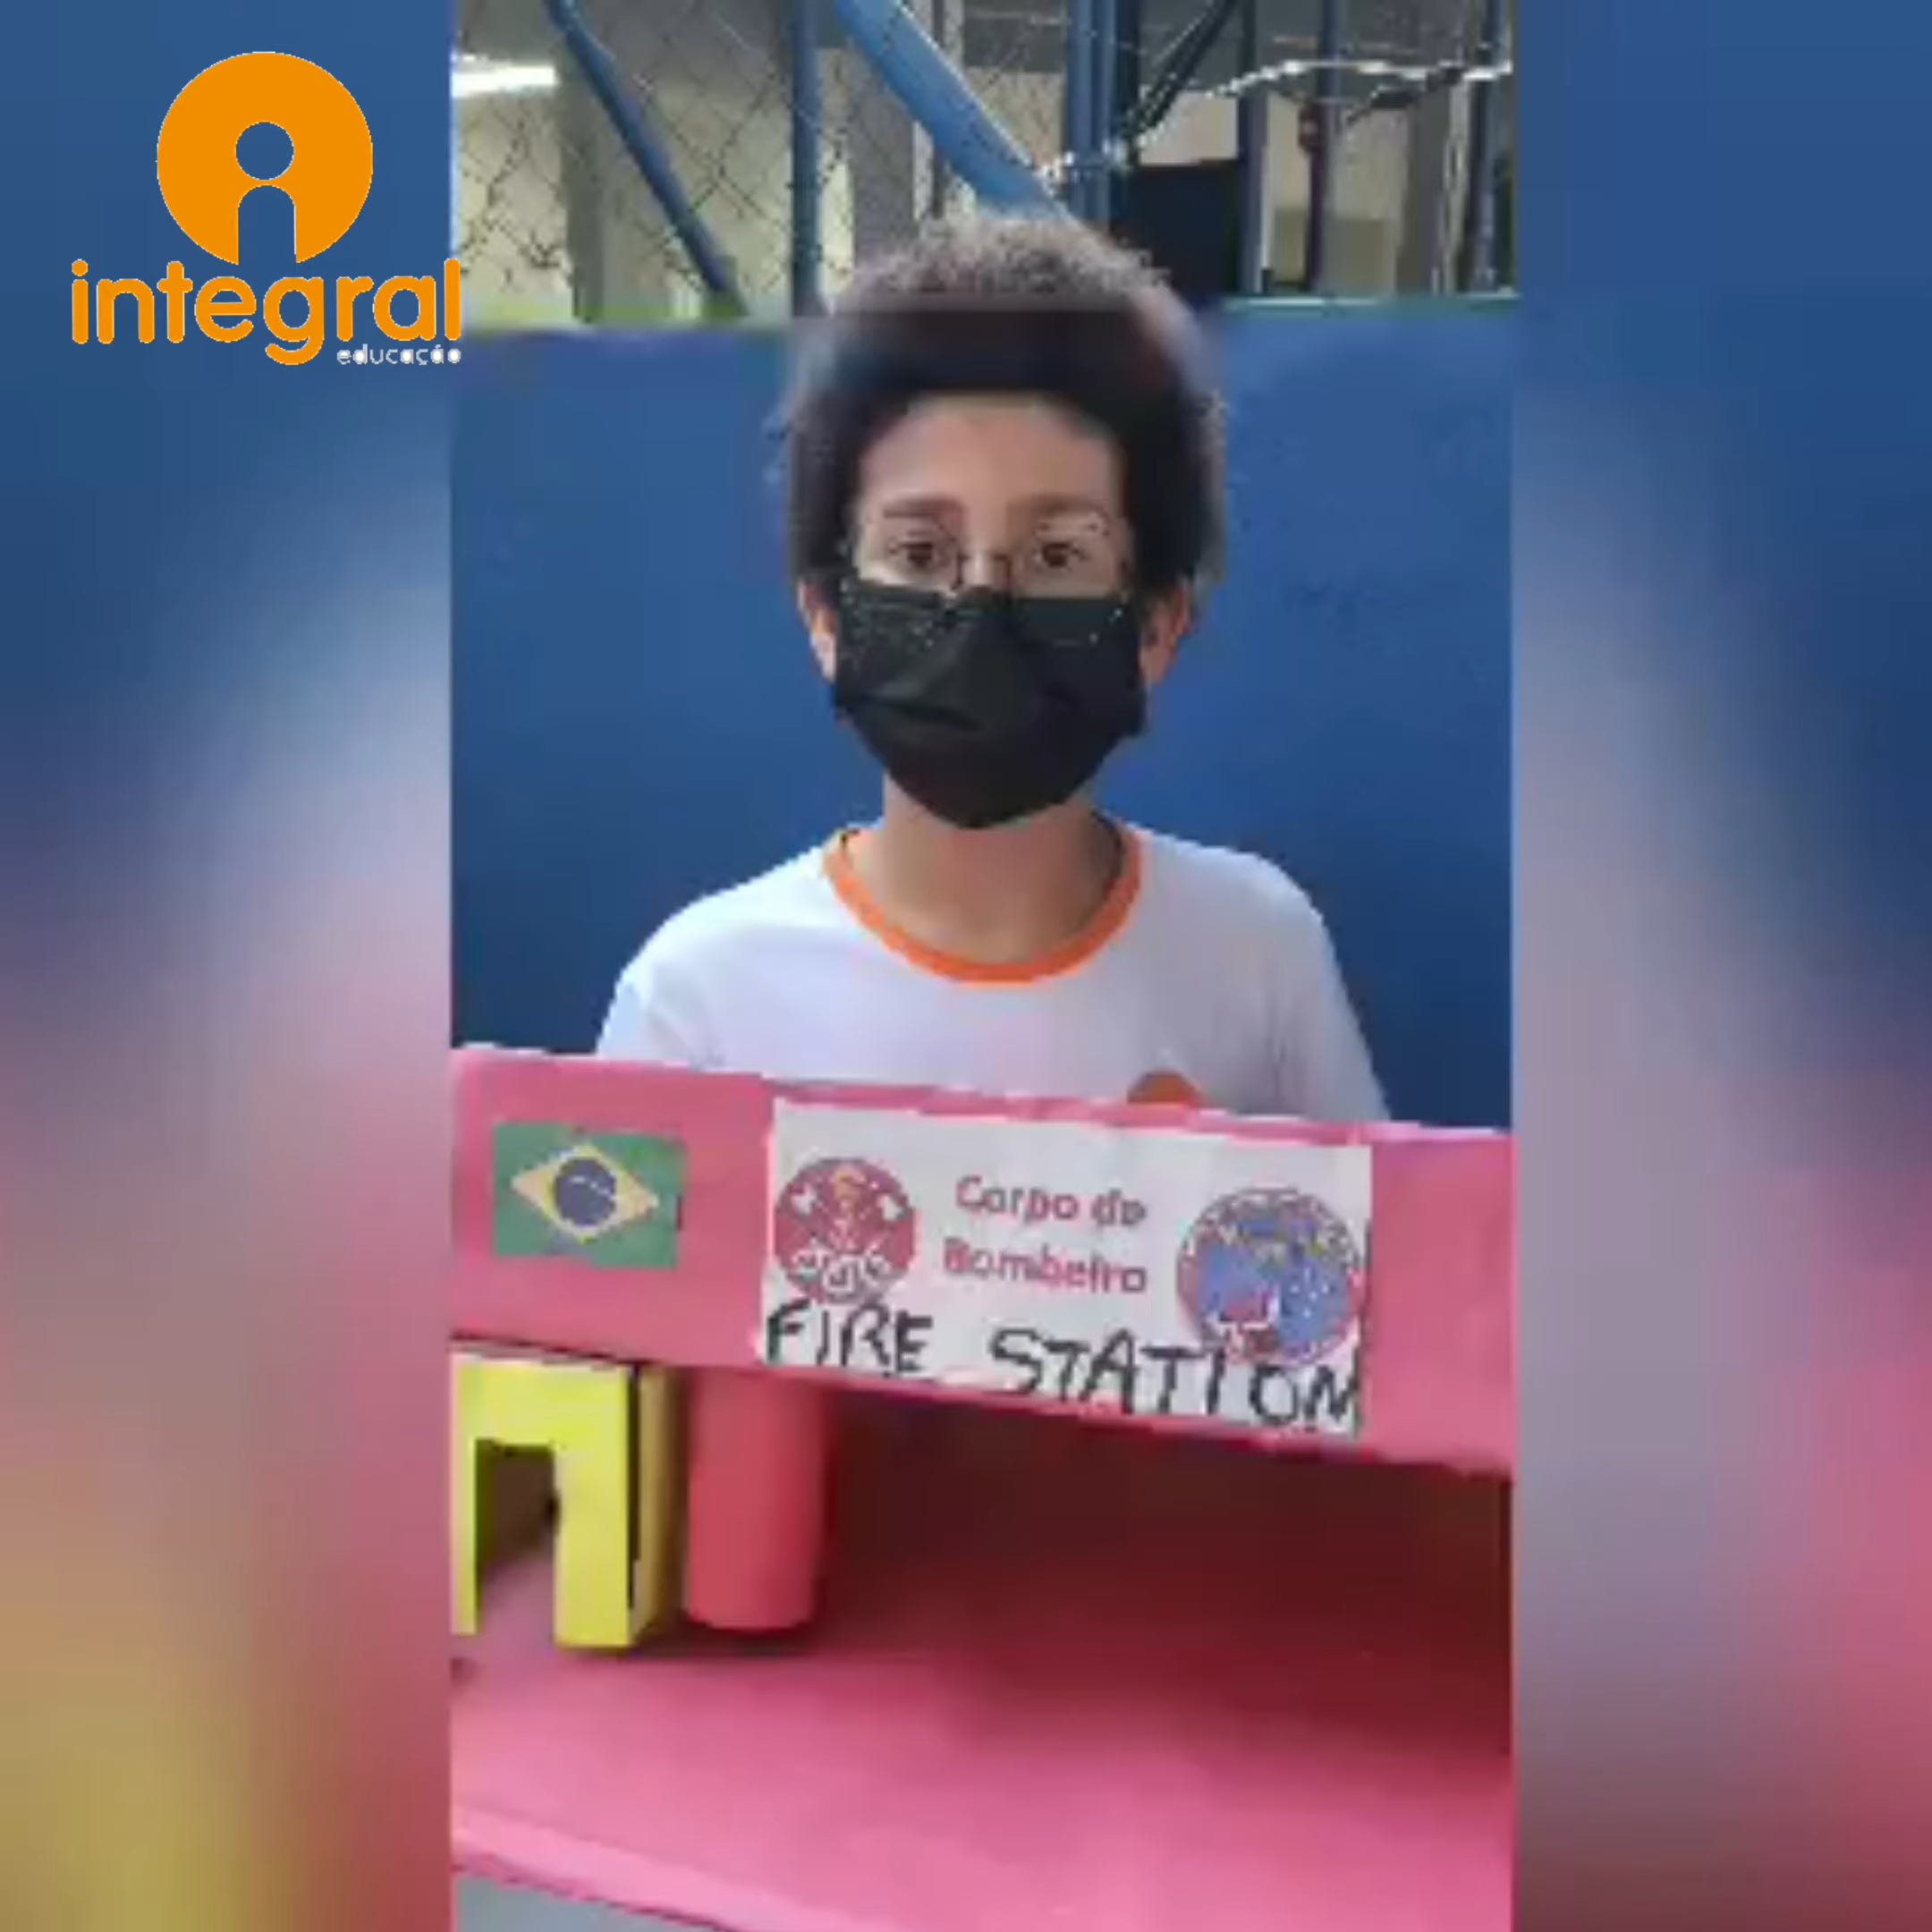 integral
educação
Corpo de
Bombeiro
FIRE STATION